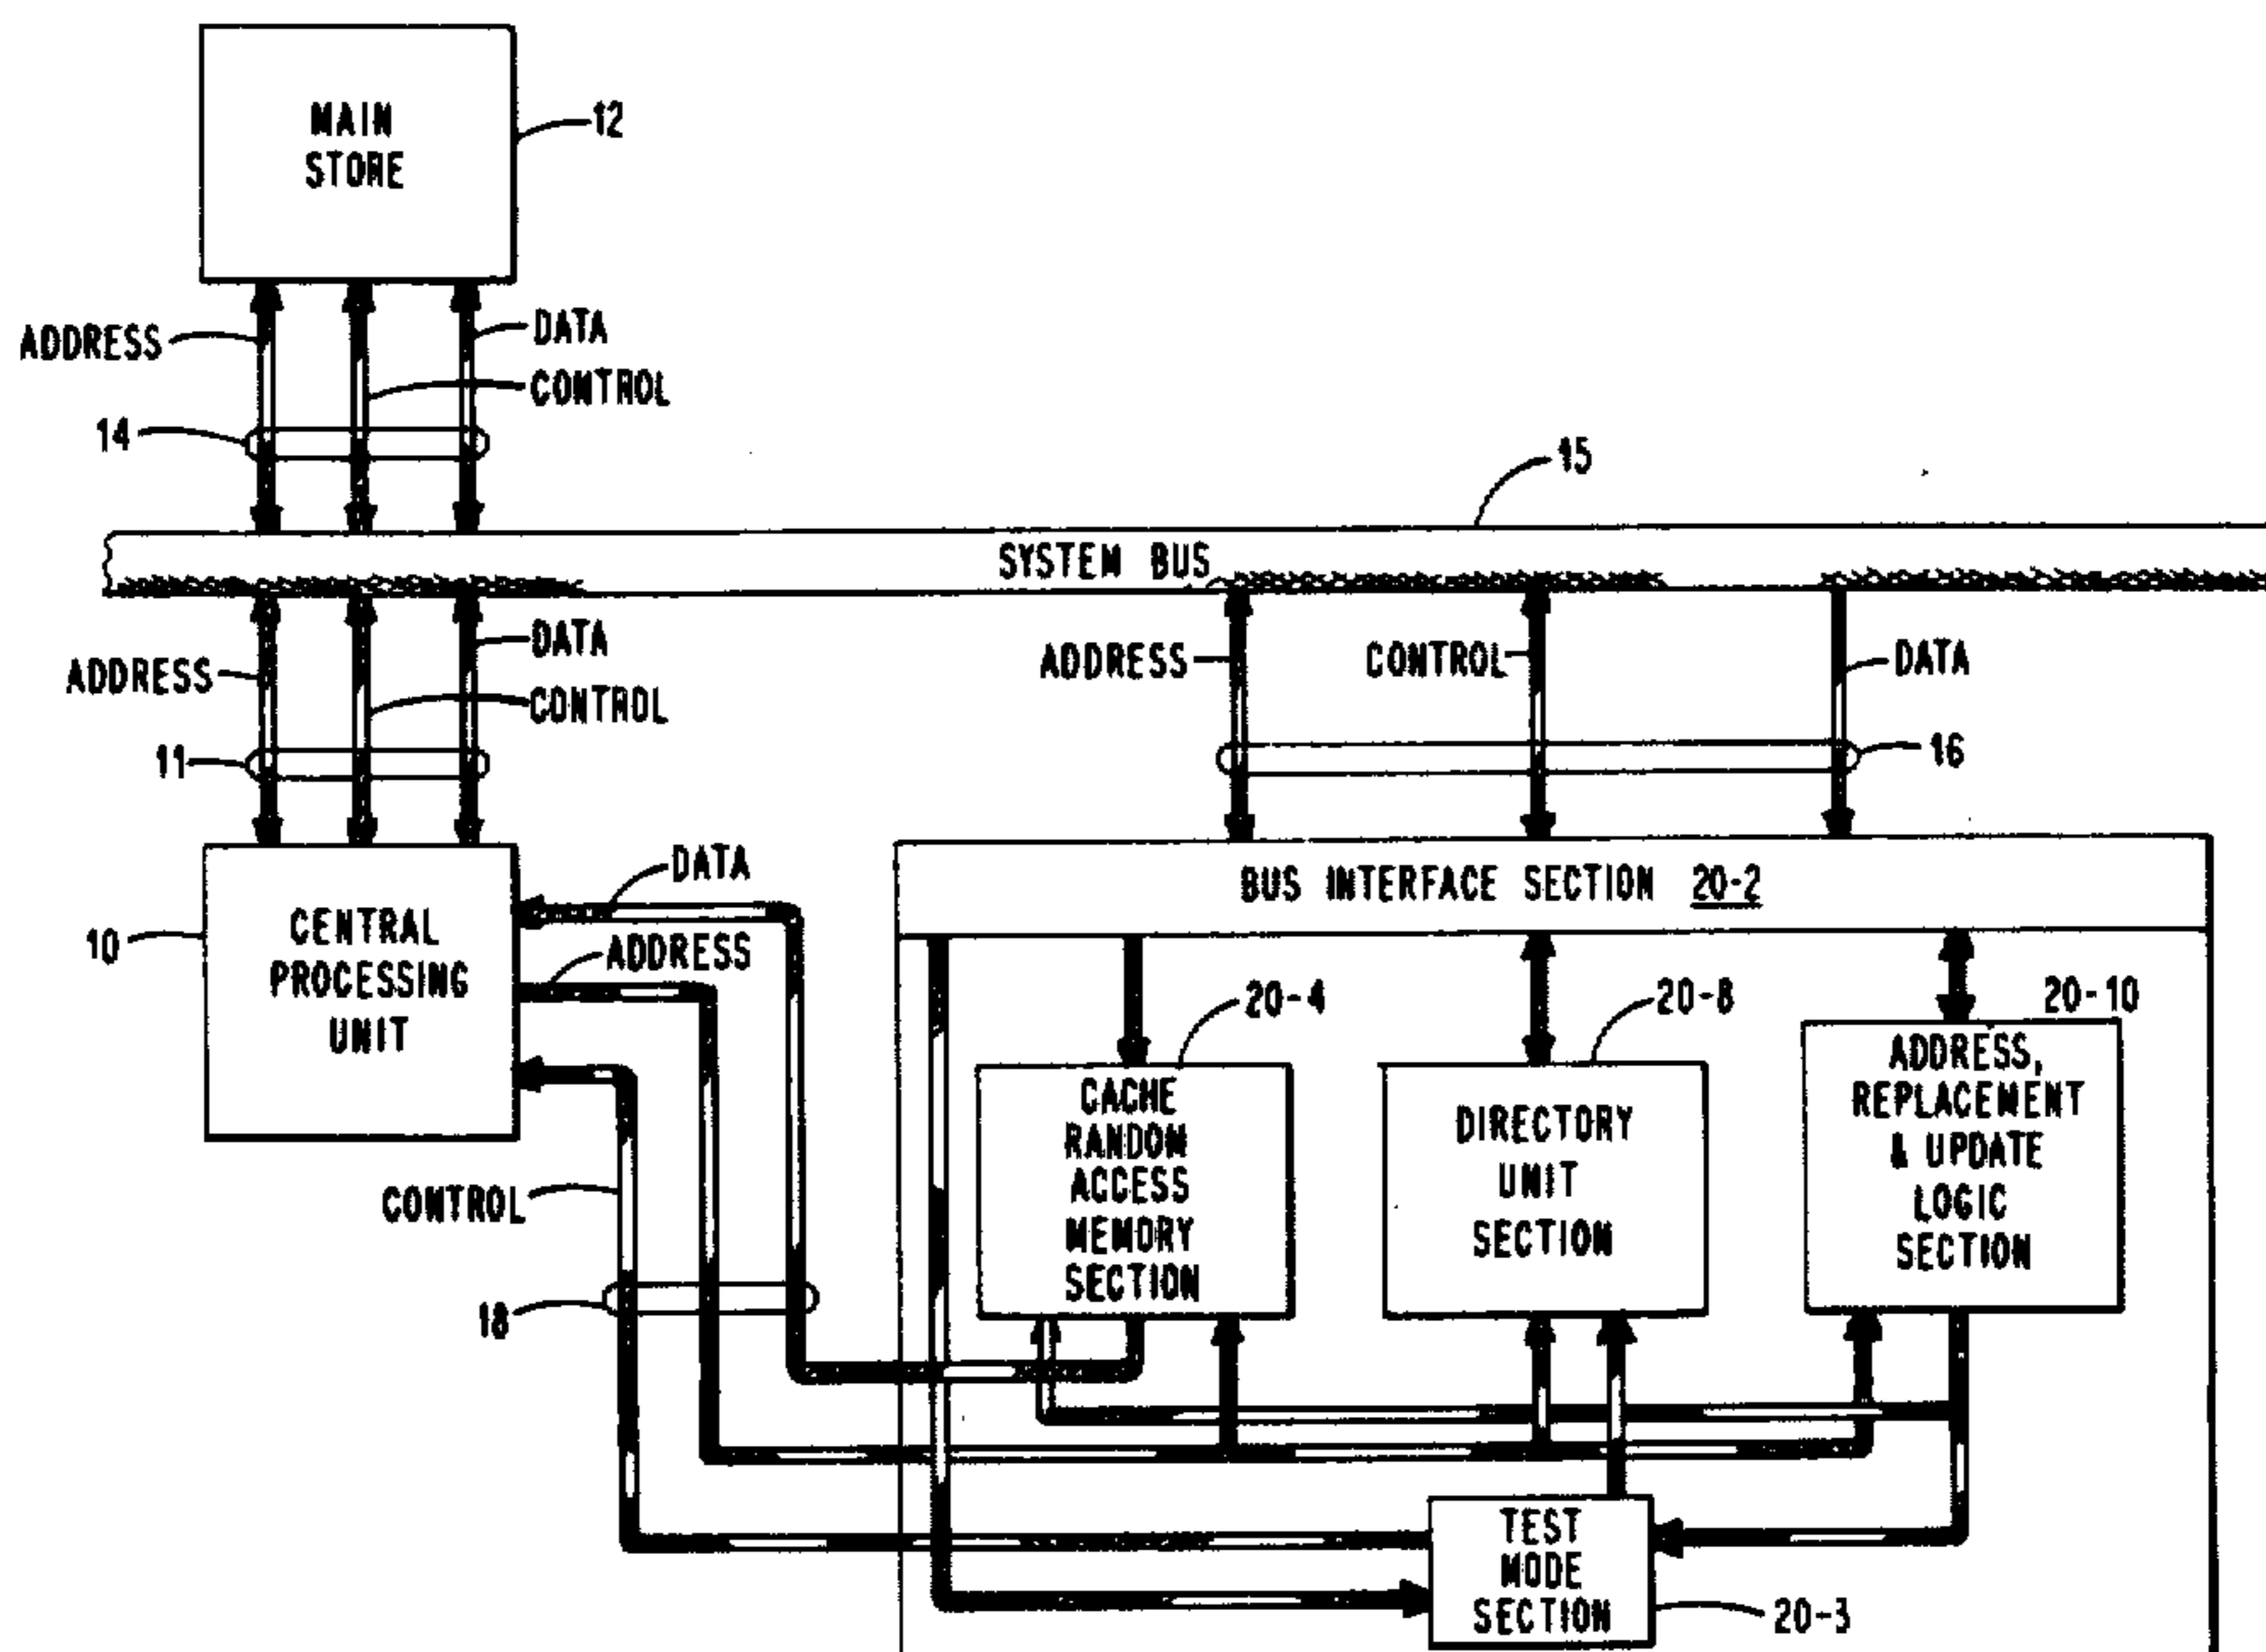 MAIN
STORE
12
ADDRESS
DATA
CONTROL
14
15
SYSTEM BUS
ADDRESS
DATA
CONTROL
11
ADDRESS
CONTROL
DATA
16
BUS INTERFACE SECTION 20-2
10
CENTRAL
PROCESSING
UNIT
DATA
ADDRESS
CONTROL
18
20-4
CACHE
RANDOM
ACCESS
MEMORY
SECTION
20-8
DIRECTORY
UNIT
SECTION
20-10
ADDRESS,
REPLACEMENT
& UPDATE
LOGIC
SECTION
TEST
MODE
SECTION
20-3